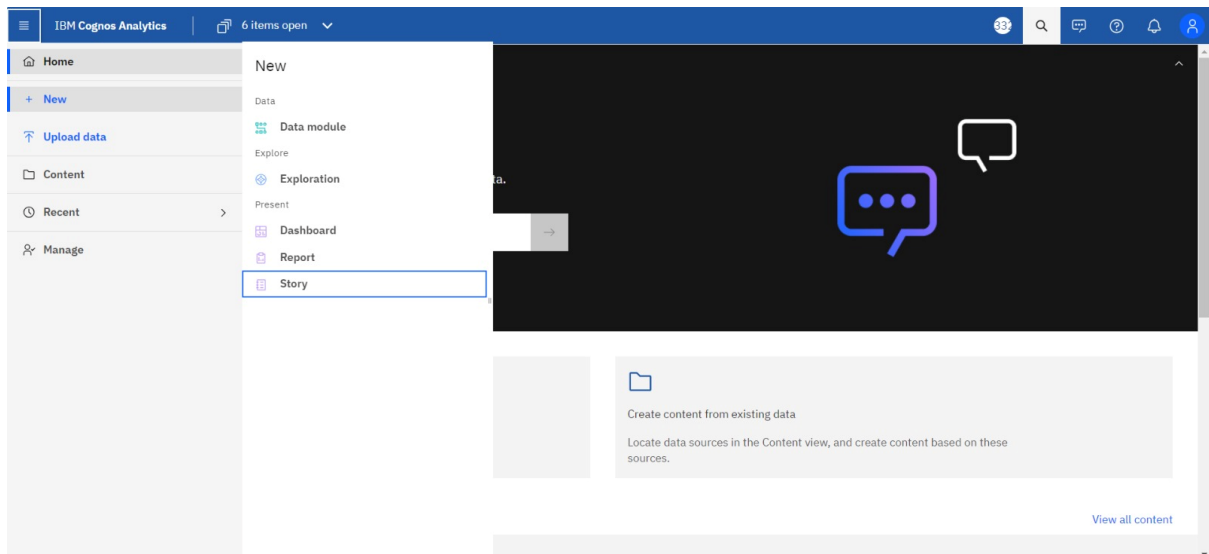 IBM Cognos Analytics
6 items open
Home
New
Upload data
Content
Recent
Manage
New
Data
Data module
Explore
Exploration
Present
Dashboard
Report
Story
ta.
Create content from existing data
Locate data sources in the Content view, and create content based on these
sources.
View all content